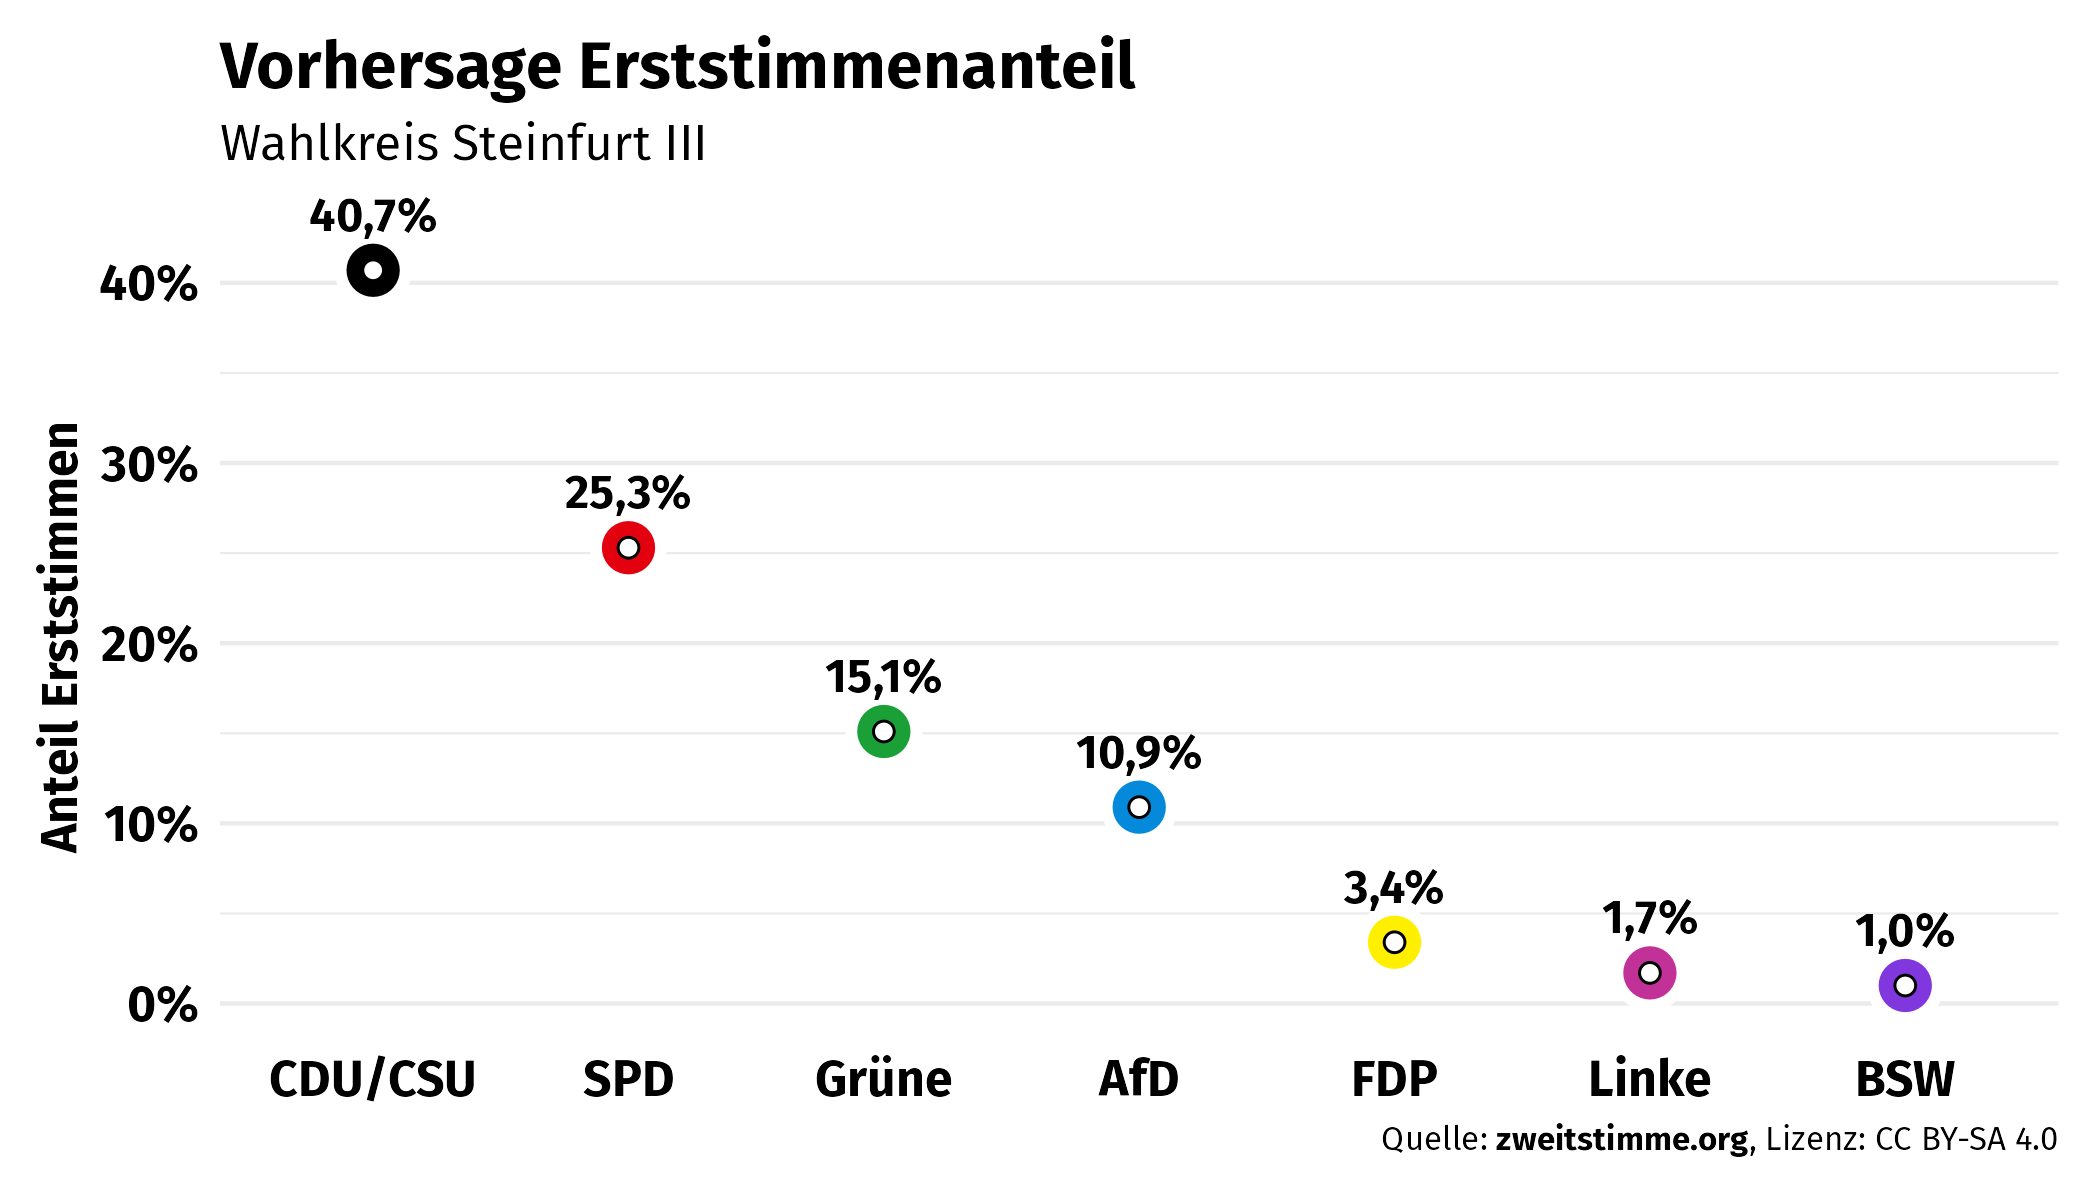 Vorhersage Erststimmenanteil
Wahlkreis Steinfurt III
40,7%
40%
30%
25,3%
20%
15,1%
10,9%
10%
3,4%
1,7%
1,0%
0%
Anteil Erststimmen
CDU/CSU SPD Grüne AfD FDP Linke BSW
Quelle: zweitstimme.org, Lizenz: CC BY-SA 4.0